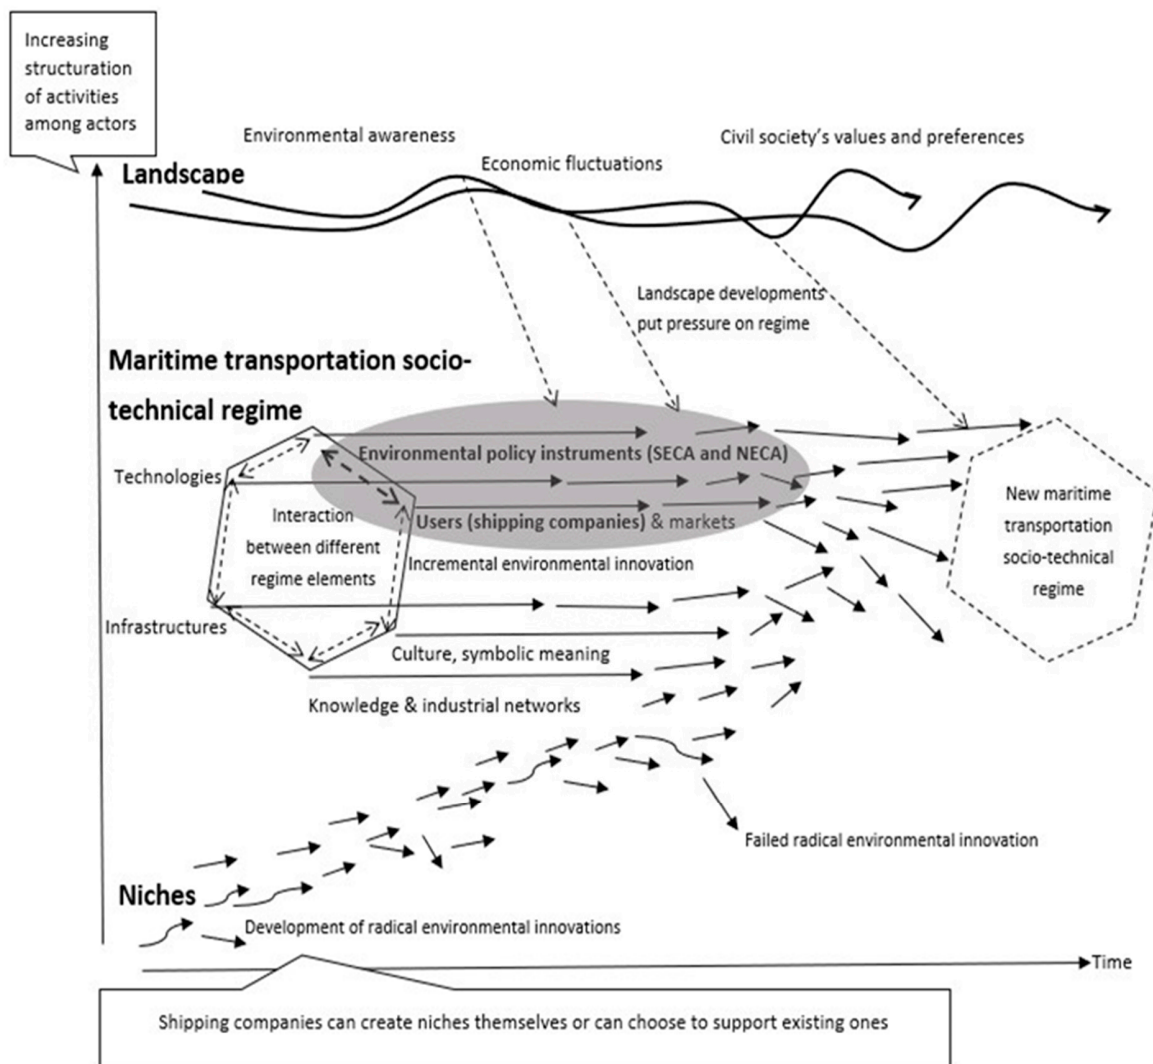 Increasing
structuration
of activities
among actors
Environmental awareness
Civil society's values and preferences
Economic fluctuations
Landscape
Landscape developments
put pressure on regime
Maritime transportation socio-
technical regime
Environmental policy instruments (SECA and NECA)
Technologies
Users (shipping companies) & markets
Interaction
between different
regime elements
New maritime
transportation
socio-technical
regime
Incremental environmental innovation
Infrastructures
Culture, symbolic meaning
Knowledge & industrial networks
Failed radical environmental innovation
Niches
Development of radical environmental innovations
Time
Shipping companies can create niches themselves or can choose to support existing ones